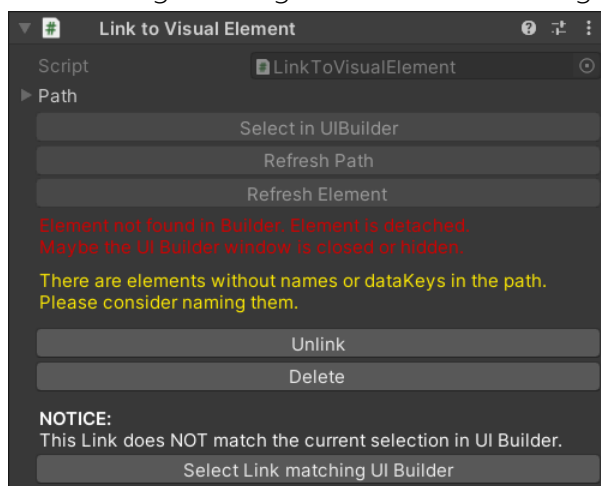 Link to Visual Element
Script LinkToVisualElement
Path
Select in UIBuilder
Refresh Path
Refresh Element
Element not found in Builder. Element is detached.
Maybe the UI Builder window is closed or hidden.
There are elements without names or dataKeys in the path.
Please consider naming them.
Unlink
Delete
NOTICE:
This Link does NOT match the current selection in UI Builder.
Select Link matching UI Builder